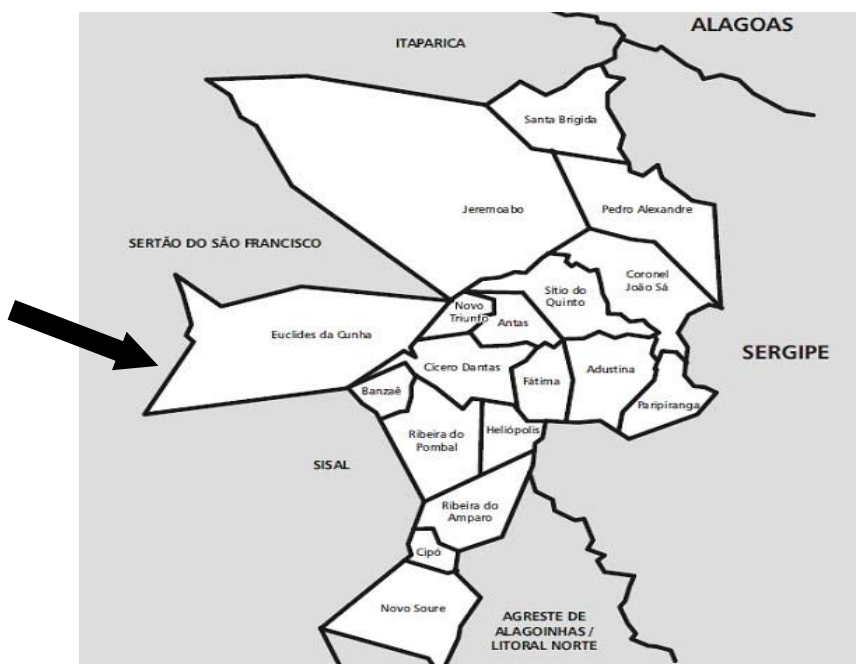 ALAGOAS
ITAPARICA
Santa Brigida
Jeremoabo
Pedro Alexandre
SERTÃO DO SÃO FRANCISCO
Coronel
João Sá
Sítio do
Quinto
Novo
Triunfo
Antas
Euclides da Cunha
SERGIPE
Cícero Dantas
Fátima
Adustina
Banzaê
Paripiranga
Ribeira do
Pombal
Heliópolis
SISAL
Ribeira do
Amparo
Cipó
Novo Soure
AGRESTE DE
ALAGOINHAS /
LITORAL NORTE